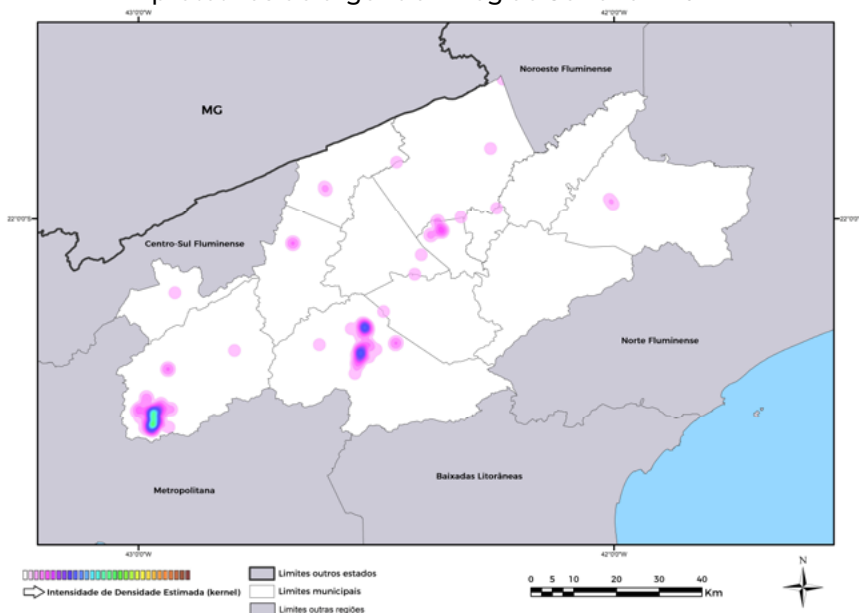 43°0'0"W 42°0'0"W
Noroeste Fluminense
MG
22°0'0"S 22°0'0"S
Centro-Sul Fluminense
Norte Fluminense
Baixadas Litorâneas
Metropolitana
43°0'0"W 42°0'0"W
Intensidade de Densidade Estimada (kernel)
Limites outros estados
Limites municipais
Limites outras regiões
0 5 10 20 30 40
Km
N